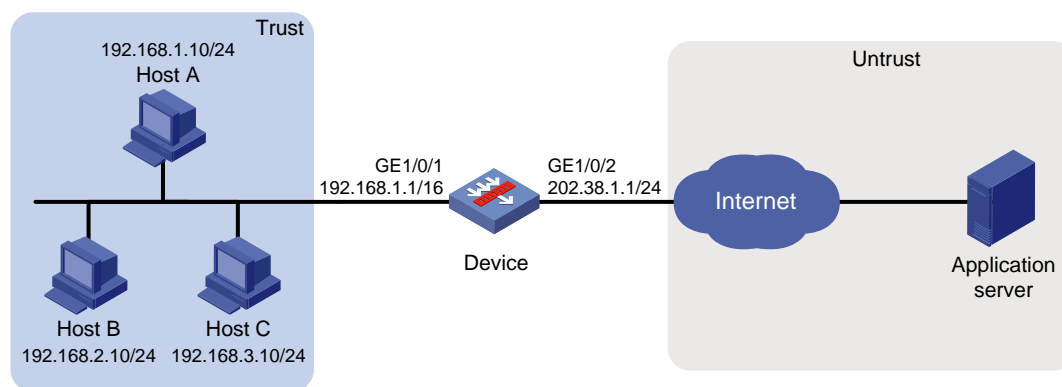 Trust
192.168.1.10/24
Host A
Host B
192.168.2.10/24
Host C
192.168.3.10/24
GE1/0/1
192.168.1.1/16
GE1/0/2
202.38.1.1/24
Device
Untrust
Internet
Application
server